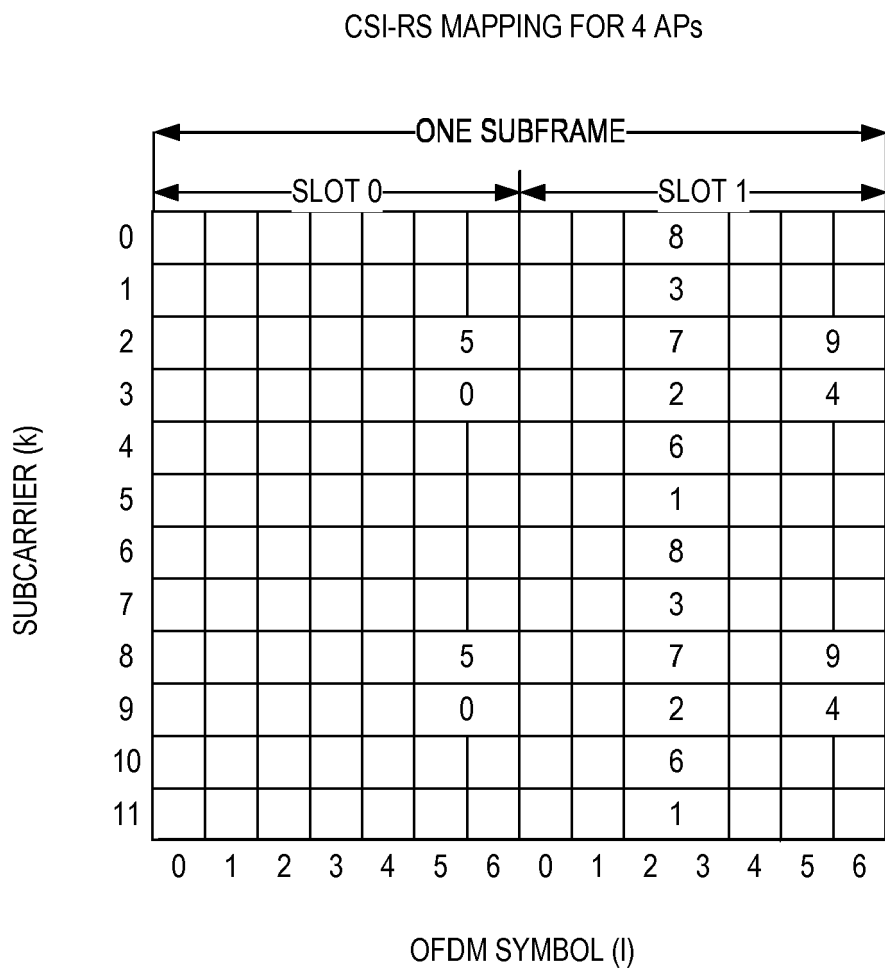 CSI-RS MAPPING FOR 4 APs
ONE SUBFRAME
SLOT 0 SLOT 1
0 8
1 3
2 5 7 9
3 0 2 4
4 6
5 1
6 8
7 3
8 5 7 9
9 0 2 4
10 6
11 1
0 1 2 3 4 5 6 0 1 2 3 4 5 6
SUBCARRIER (k)
OFDM SYMBOL (l)